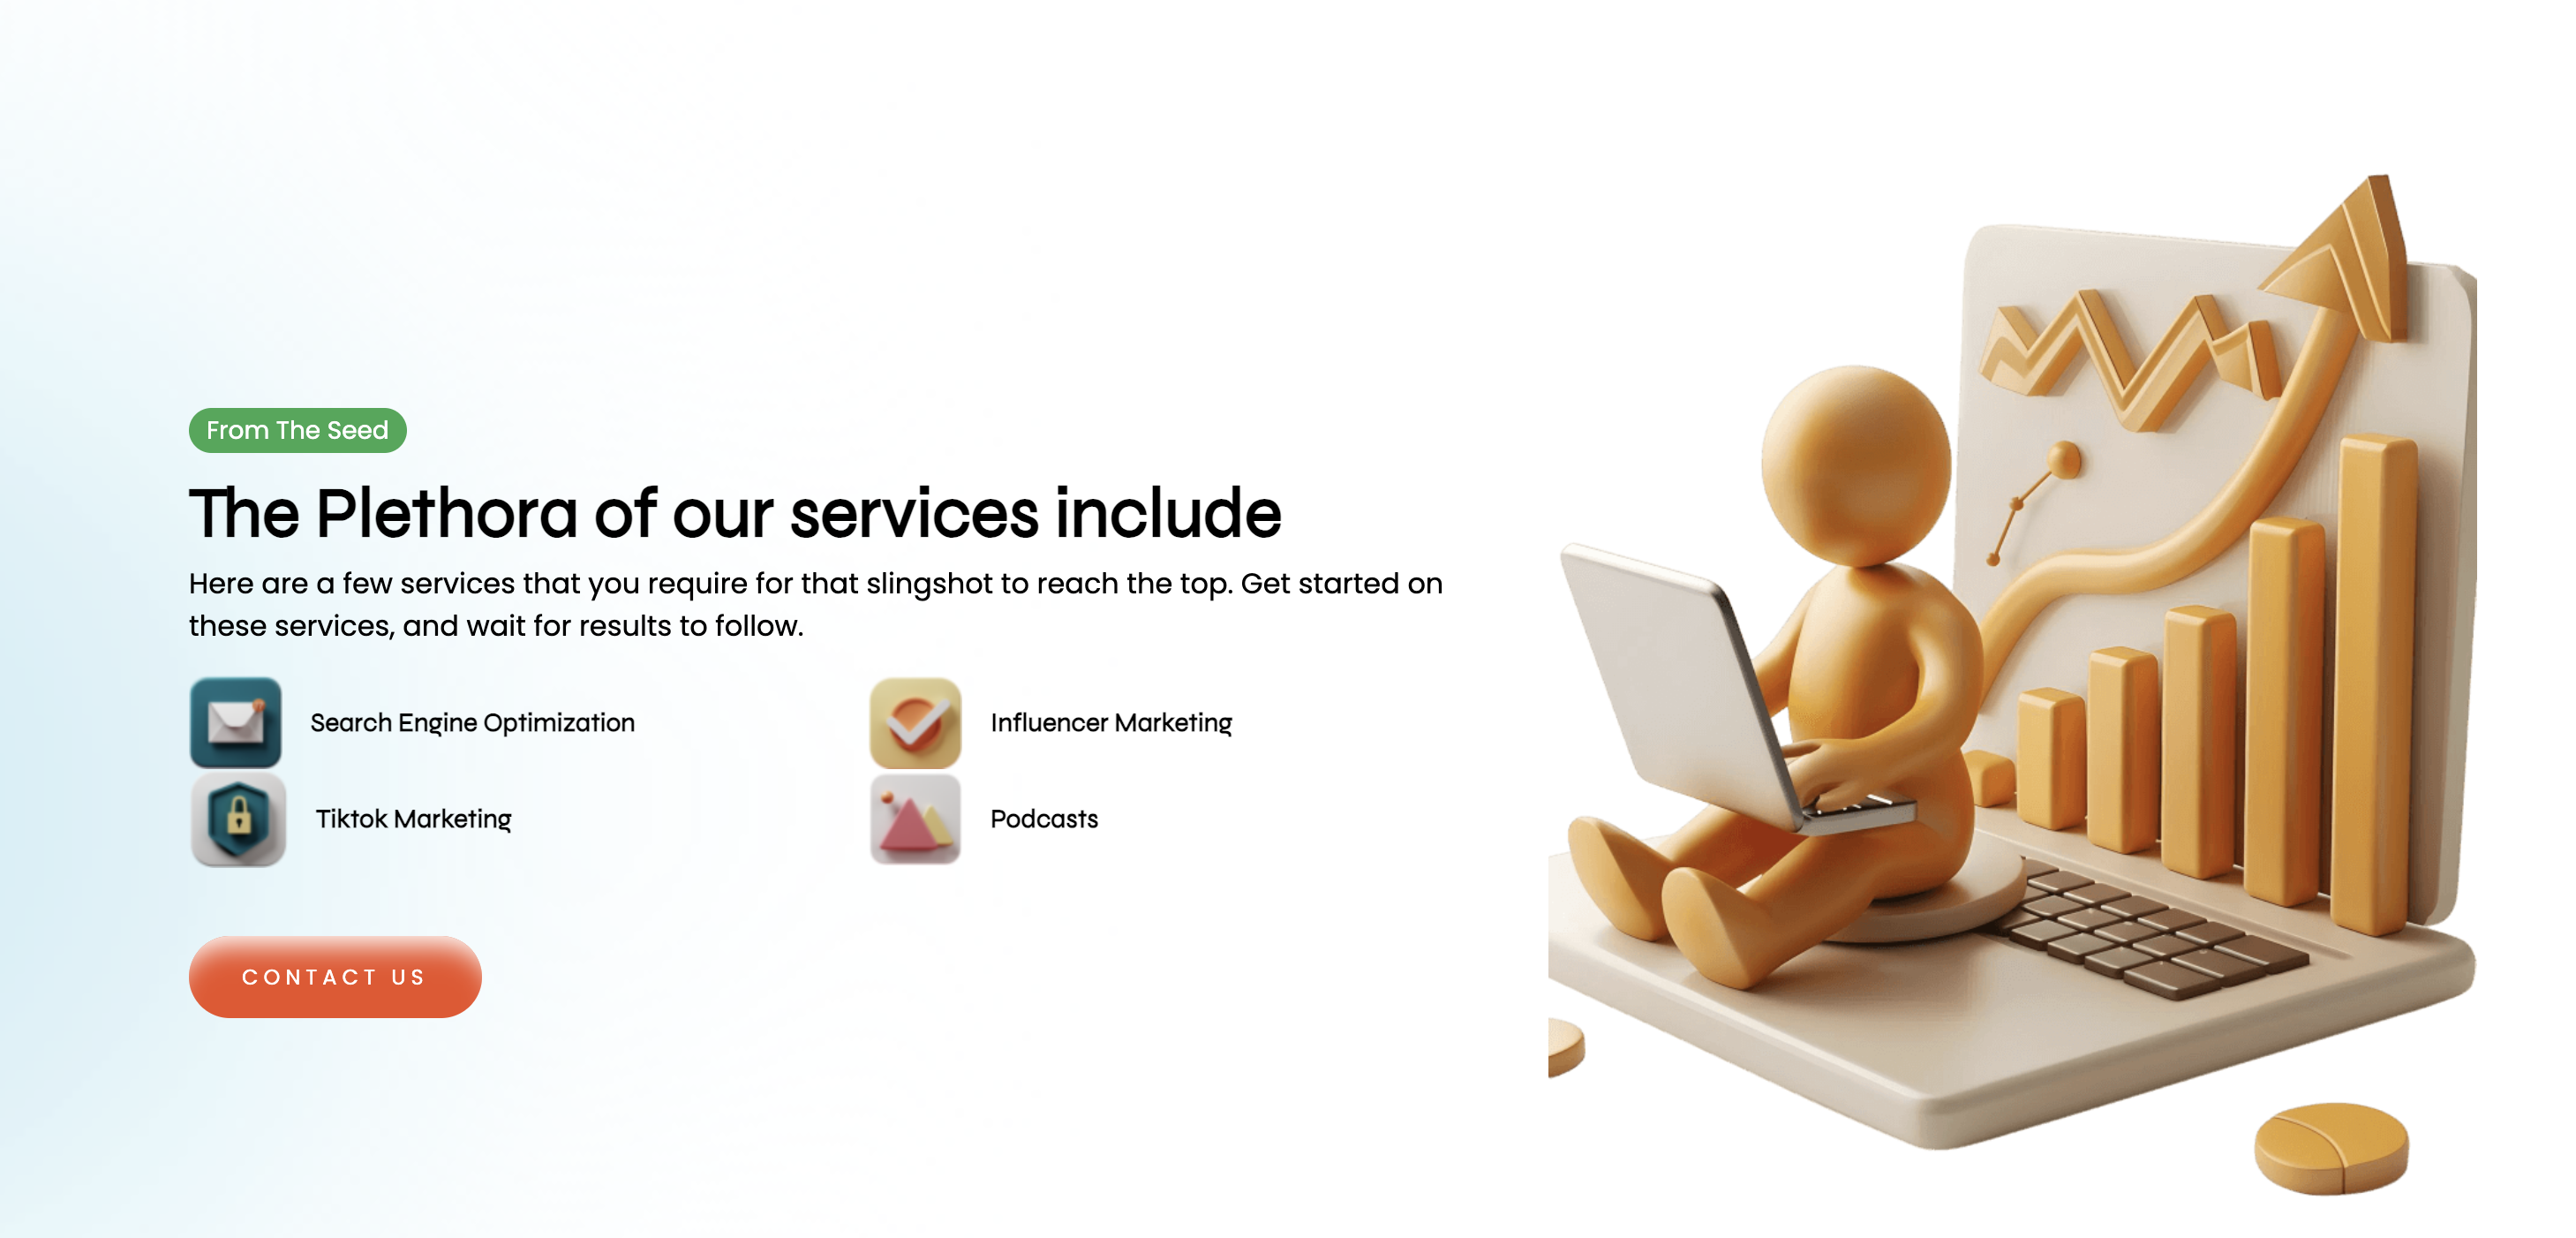 From The Seed
The Plethora of our services include
Here are a few services that you require for that slingshot to reach the top. Get started on
these services, and wait for results to follow.
Search Engine Optimization
Influencer Marketing
Tiktok Marketing
Podcasts
CONTACT US